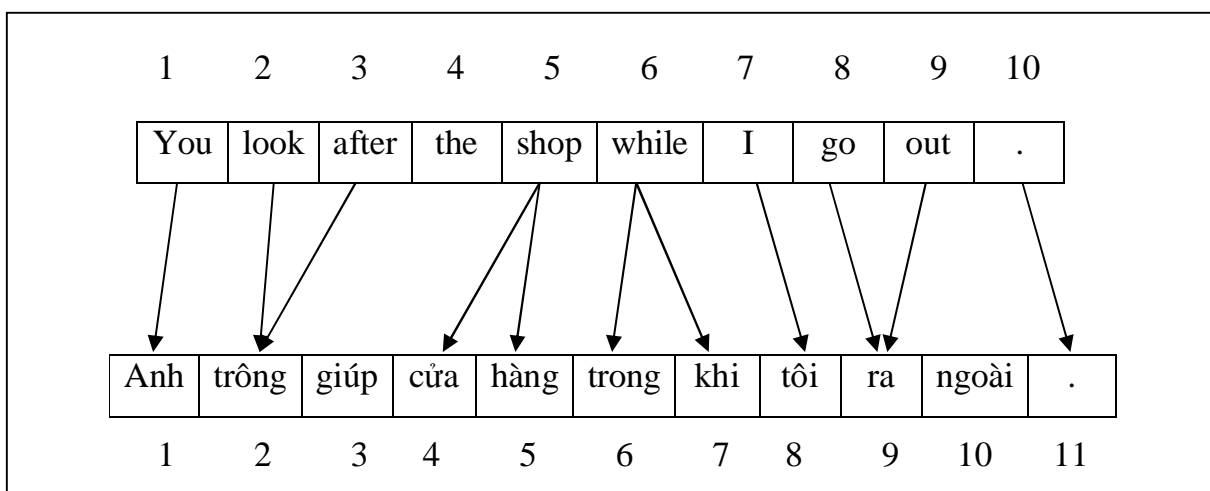 1 2 3 4 5 6 7 8 9 10
You look after the shop while I go out .
Anh trông giúp cửa hàng trong khi tôi ra ngoài .
1 2 3 4 5 6 7 8 9 10 11